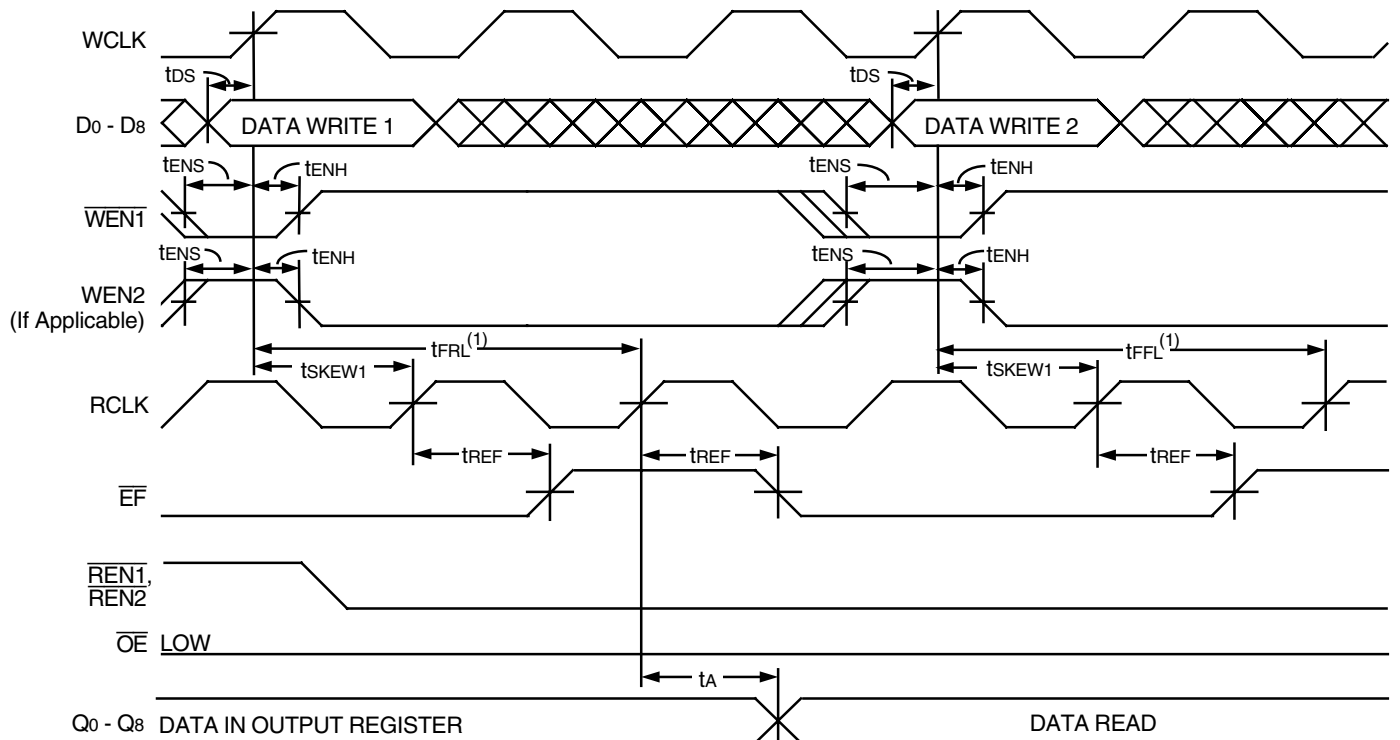 WCLK
tDS
tDS
D0 - D8
DATA WRITE 1
DATA WRITE 2
tENS
tENH
tENS
tENH
WEN1
tENS
tENH
tENS
tENH
WEN2
(If Applicable)
tFRL(1)
tFFL(1)
tSKEW1
tSKEW1
RCLK
tREF
tREF
tREF
EF
REN1,
REN2
OE LOW
tA
Q0 - Q8
DATA IN OUTPUT REGISTER
DATA READ